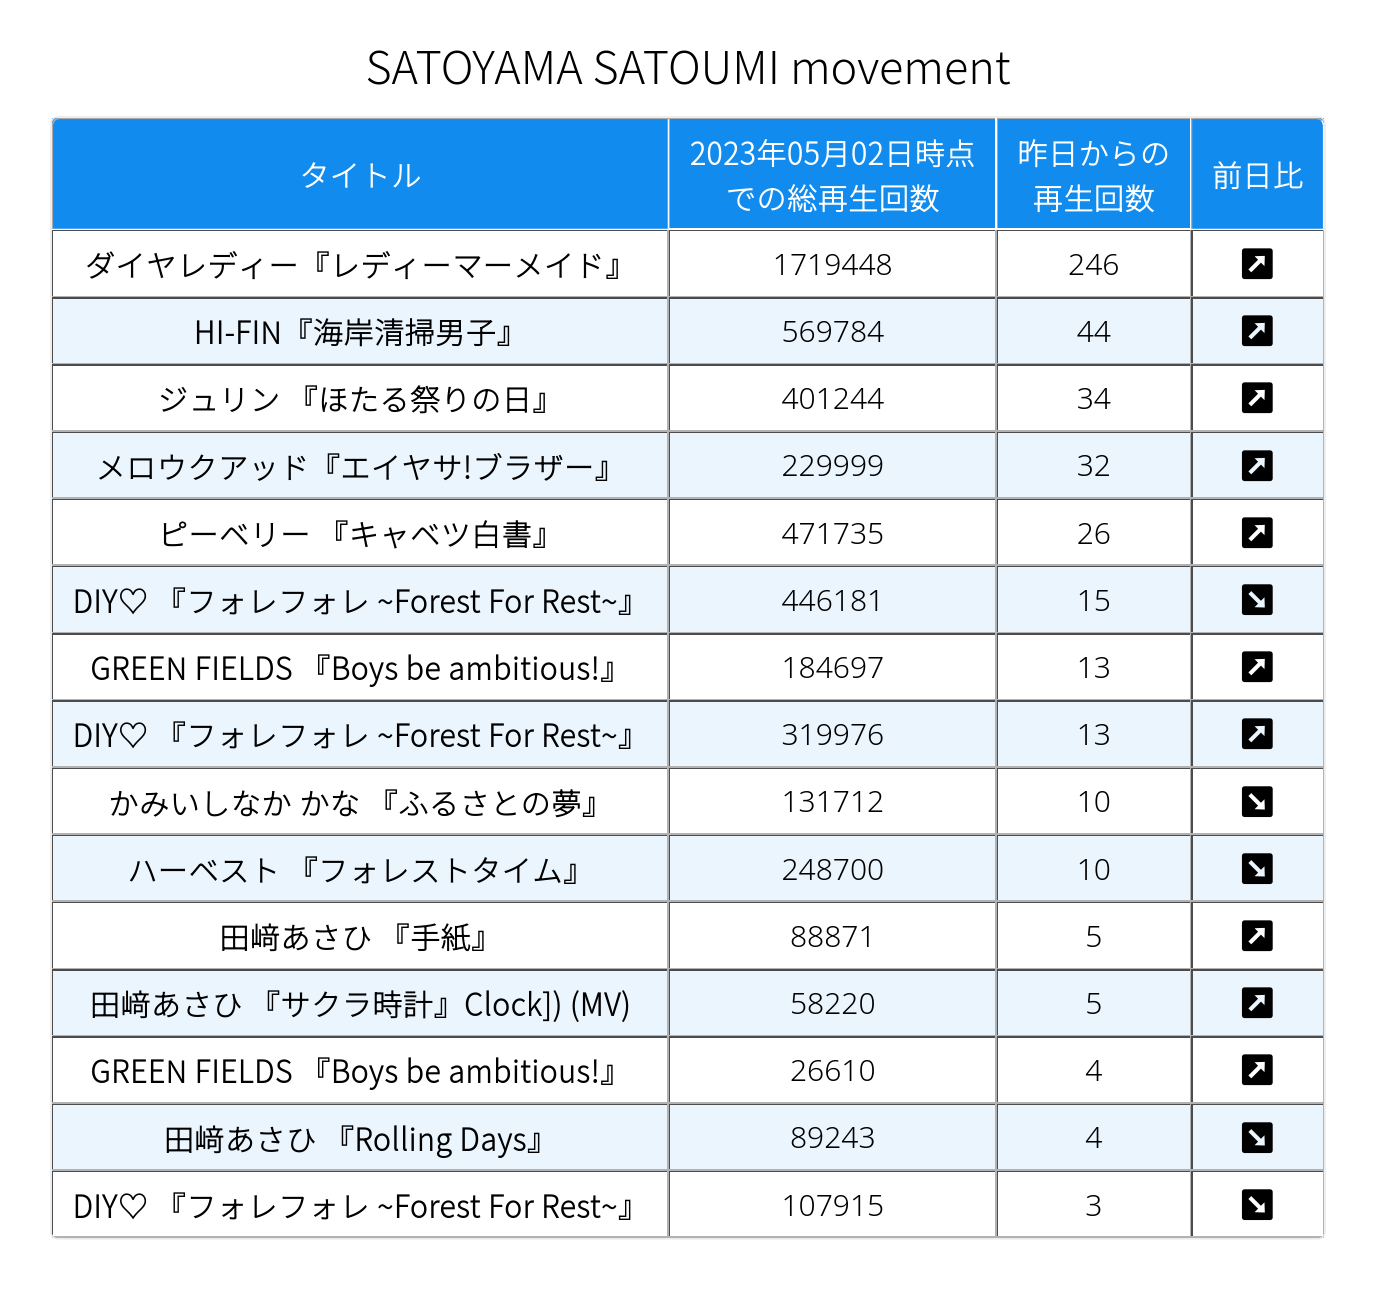 SATOYAMA SATOUMI movement
タイトル 2023年05月02日時点での総再生回数 昨日からの再生回数 前日比
ダイヤレディー『レディーマーメイド』 1719448 246 ↗
HI-FIN『海岸清掃男子』 569784 44 ↗
ジュリン 『ほたる祭りの日』 401244 34 ↗
メロウクアッド『エイヤサ!ブラザー』 229999 32 ↗
ピーベリー 『キャベツ白書』 471735 26 ↗
DIY♡ 『フォレフォレ ~Forest For Rest~』 446181 15 ↘
GREEN FIELDS 『Boys be ambitious!』 184697 13 ↗
DIY♡ 『フォレフォレ ~Forest For Rest~』 319976 13 ↗
かみいしなか かな 『ふるさとの夢』 131712 10 ↘
ハーベスト 『フォレストタイム』 248700 10 ↘
田﨑あさひ 『手紙』 88871 5 ↗
田﨑あさひ 『サクラ時計』Clock]) (MV) 58220 5 ↗
GREEN FIELDS 『Boys be ambitious!』 26610 4 ↗
田﨑あさひ 『Rolling Days』 89243 4 ↘
DIY♡ 『フォレフォレ ~Forest For Rest~』 107915 3 ↘